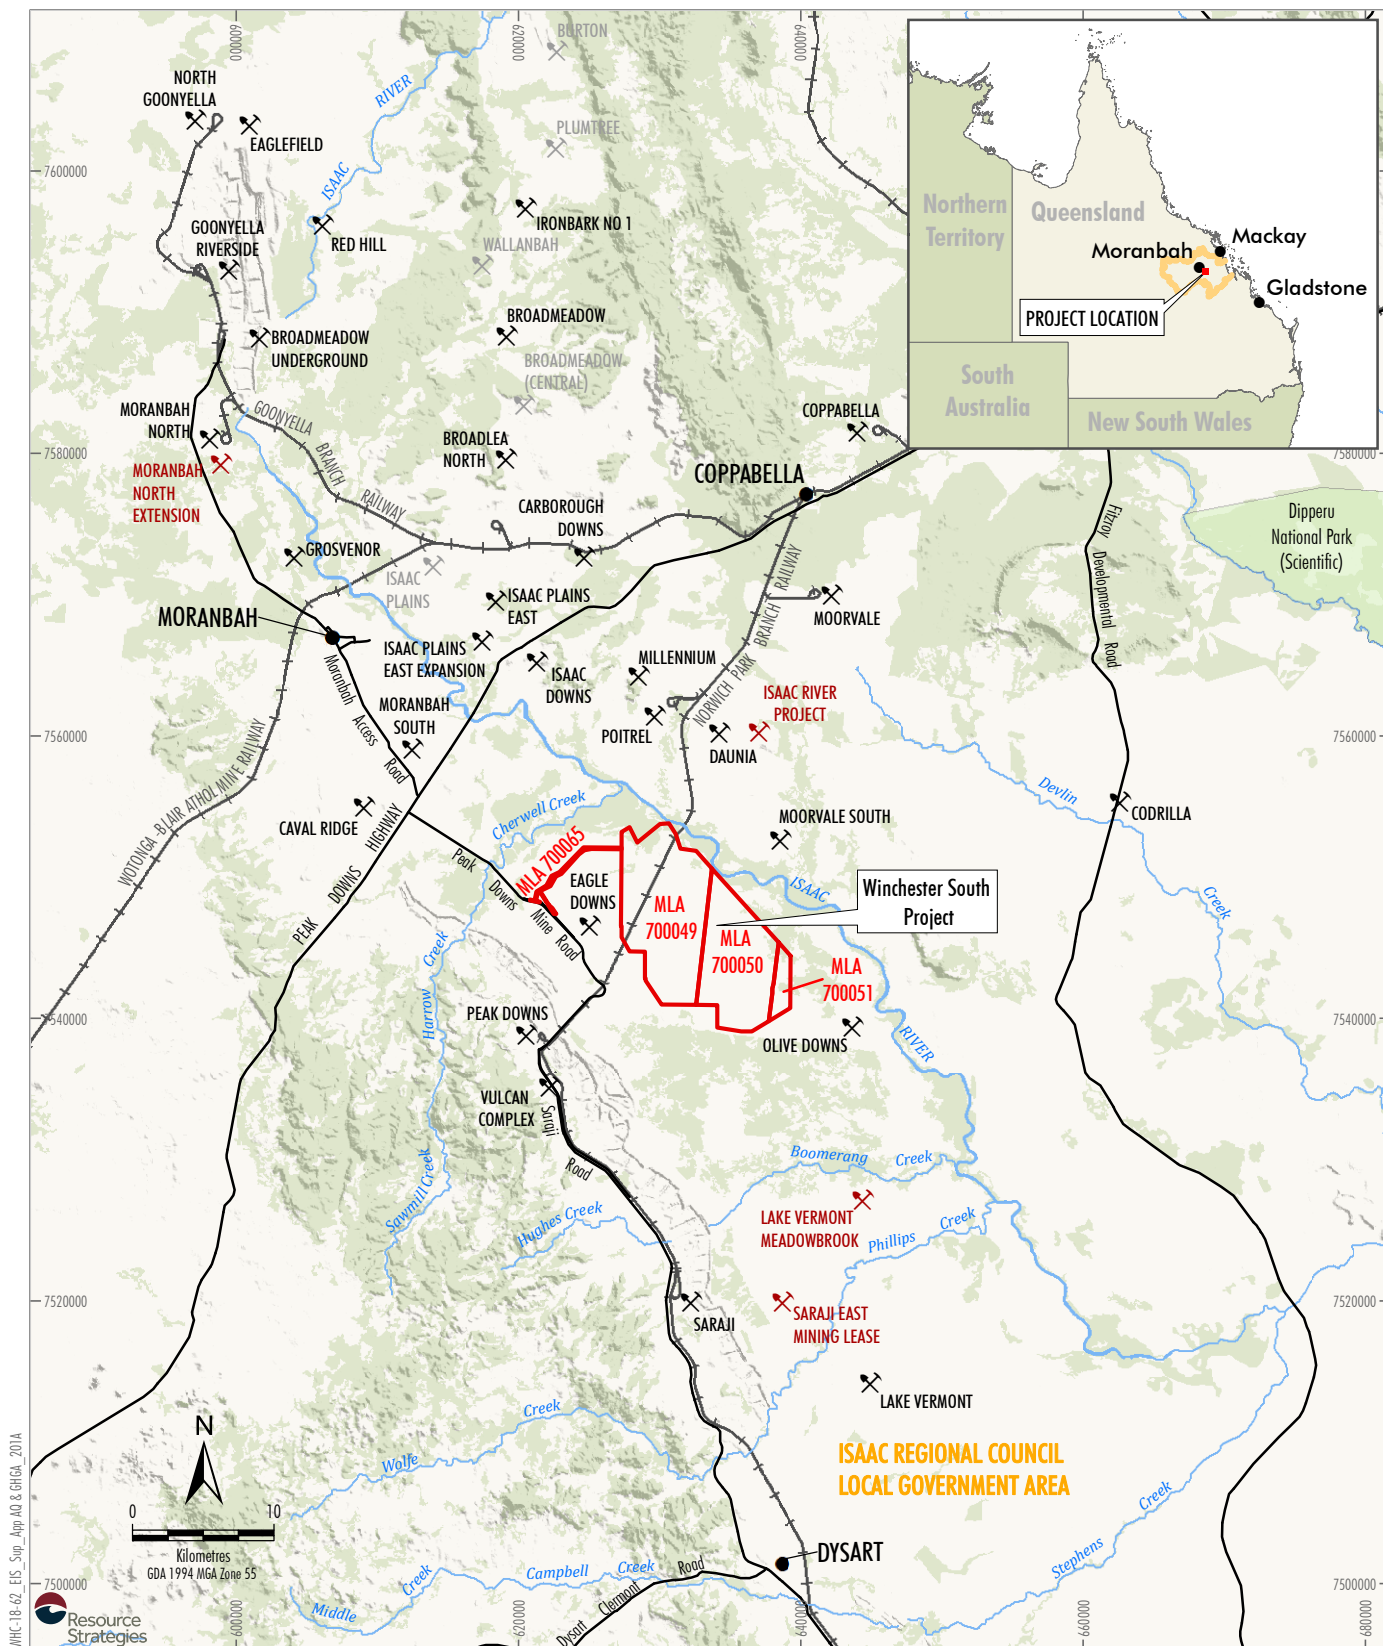 600000
620000
640000
BURTON
NORTH
GOONYELLA
RIVER
EAGLEFIELD
PLUMTREE
7600000
ISAAC
IRONBARK NO 1
GOONYELLA
RIVERSIDE
RED HILL
WALLANBAH
BROADMEADOW
BROADMEADOW
UNDERGROUND
BROADMEADOW
(CENTRAL)
Northern
Territory
Queensland
Moranbah
Mackay
Gladstone
PROJECT LOCATION
South
Australia
New South Wales
MORANBAH
NORTH
GOONYELLA
BRANCH
RAILWAY
COPPABELLA
BROADLEA
NORTH
7580000
7580000
MORANBAH
NORTH
EXTENSION
COPPABELLA
CARBOROUGH
DOWNS
Fitzroy
Developmental
Road
Dipperu
National Park
(Scientific)
GROSVENOR
ISAAC
PLAINS
ISAAC PLAINS
EAST
MOORVALE
NORWICH PARK BRANCH RAILWAY
MORANBAH
ISAAC PLAINS
EAST EXPANSION
ISAAC
DOWNS
MILLENNIUM
Moranbah Access Road
MORANBAH
SOUTH
ISAAC RIVER
PROJECT
POITREL
DAUNIA
7560000
7560000
WOTONGA-BLAIR ATHOL MINE RAILWAY
Devlin
Creek
CAVAL RIDGE
PEAK DOWNS HIGHWAY
Cherwell Creek
MOORVALE SOUTH
CODRILLA
Peak Downs Mine Road
MLA 700065
EAGLE
DOWNS
ISAAC
RIVER
Winchester South
Project
MLA
700049
MLA
700050
MLA
700051
Harrow Creek
7540000
7540000
PEAK DOWNS
OLIVE DOWNS
VULCAN
COMPLEX
Saraji
Road
Boomerang Creek
Sawmill Creek
Hughes Creek
LAKE VERMONT
MEADOWBROOK
Phillips Creek
7520000
7520000
SARAJI
SARAJI EAST
MINING LEASE
LAKE VERMONT
Wolfe Creek
ISAAC REGIONAL COUNCIL
LOCAL GOVERNMENT AREA
N
0 10
Kilometres
GDA 1994 MGA Zone 55
Stephens Creek
DYSART
Campbell Creek
Dysart Clermont Road
Middle Creek
7500000
7500000
WHC-18-62_EIS_Sup_App AQ & GHGA_201A
Resource
Strategies
600000
620000
640000
660000
680000